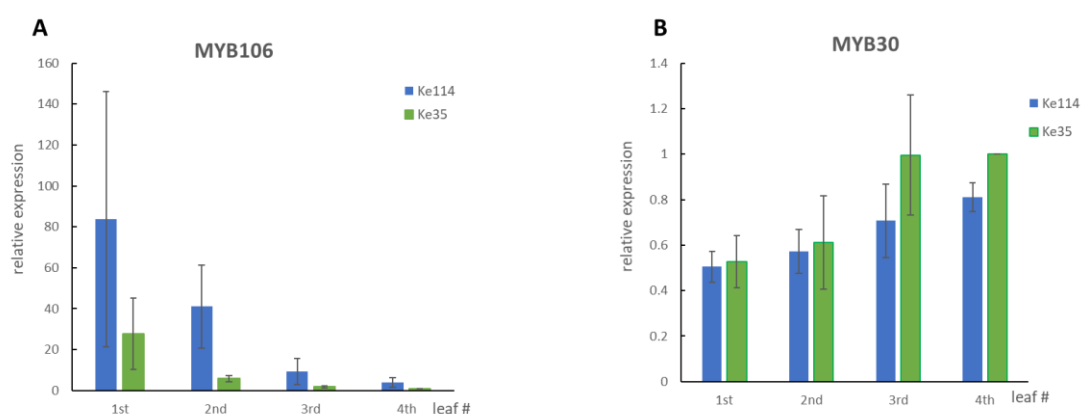 A
MYB106
160
140
120
100
80
60
40
20
0
relative expression
Ke114
Ke35
1st 2nd 3rd 4th leaf #
B
MYB30
1.4
1.2
1
0.8
0.6
0.4
0.2
0
relative expression
Ke114
Ke35
1st 2nd 3rd 4th leaf #